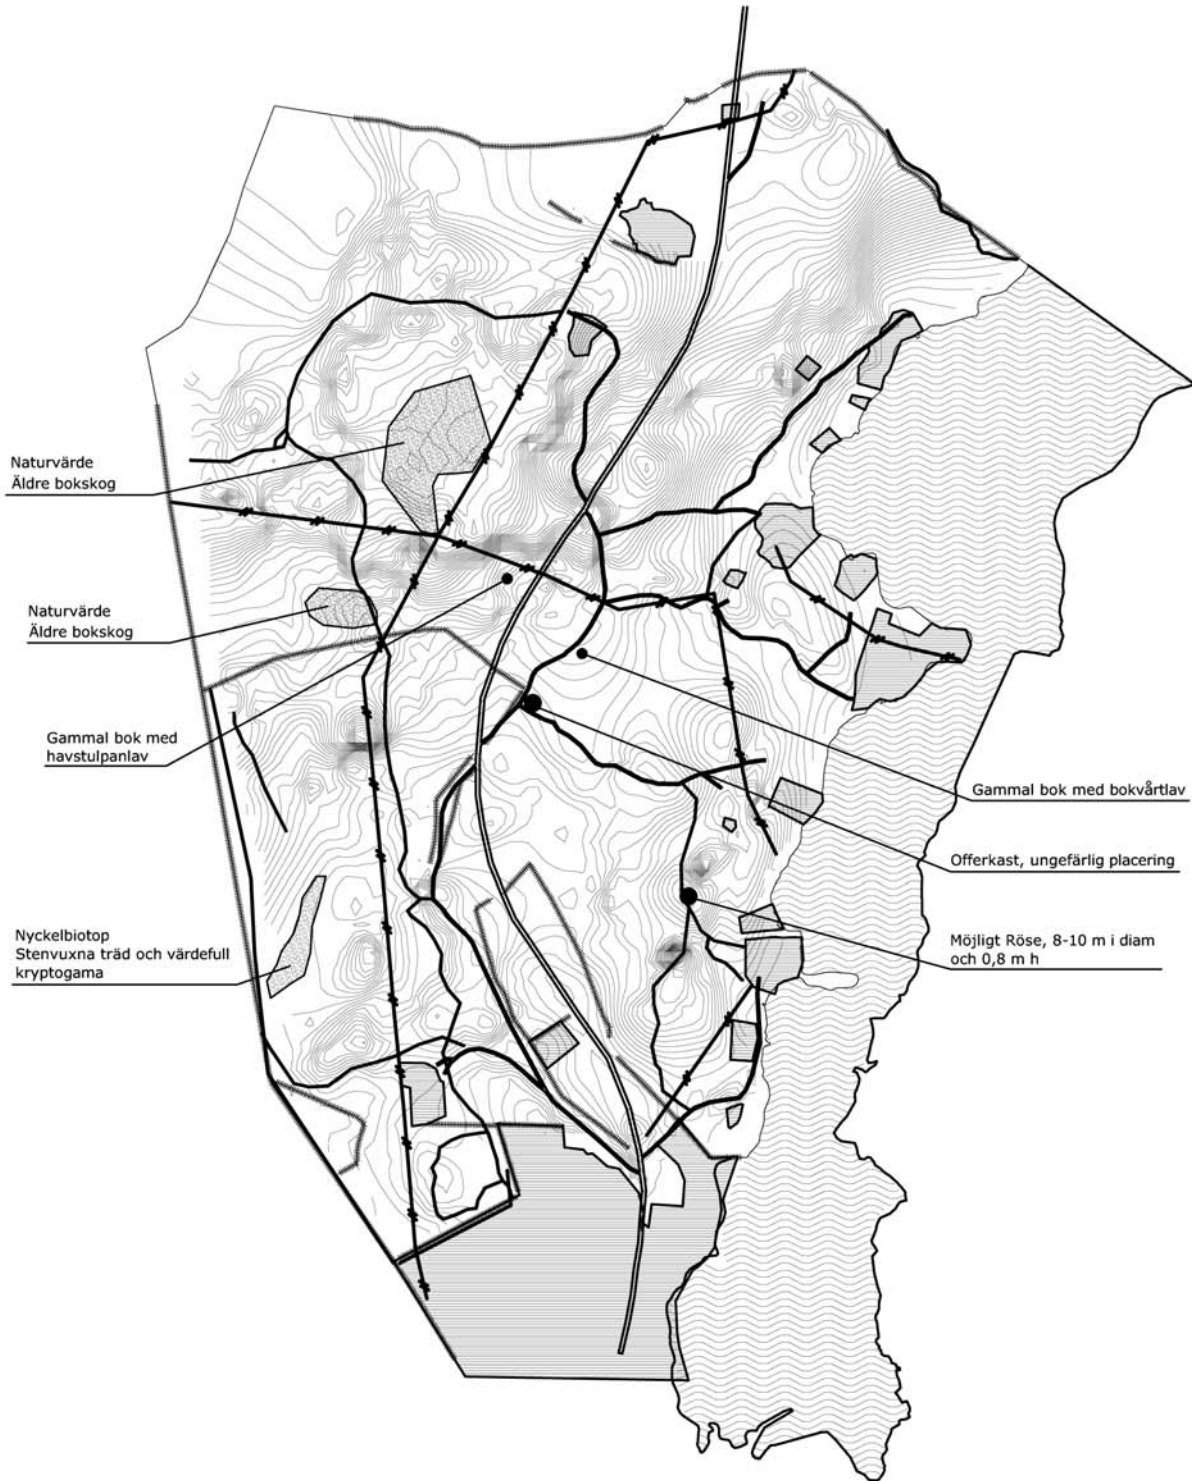 Naturvärde
Äldre bokskog
Naturvärde
Äldre bokskog
Gammal bok med
havstulpanlav
Nyckelbiotop
Stenvuxna träd och värdefull
kryptogama
Gammal bok med bokvårtlav
Offerkast, ungefärlig placering
Möjligt Röse, 8-10 m i diam
och 0,8 m h